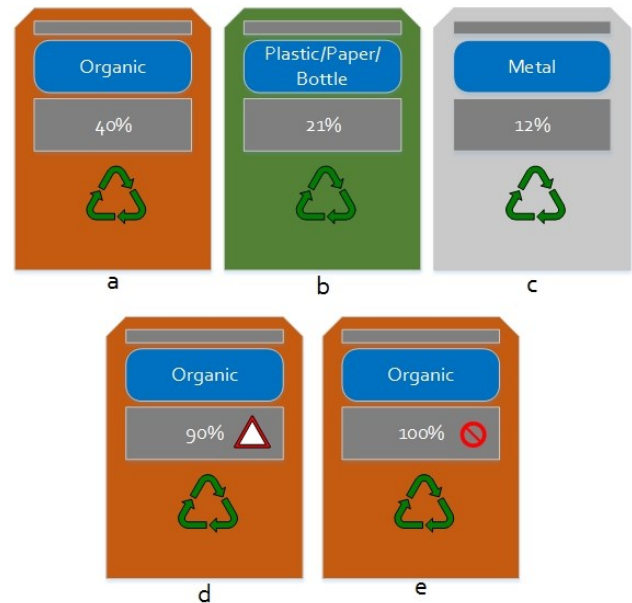 Organic
40%
a
Plastic/Paper/
Bottle
21%
b
Metal
12%
c
Organic
90%
d
Organic
100%
e